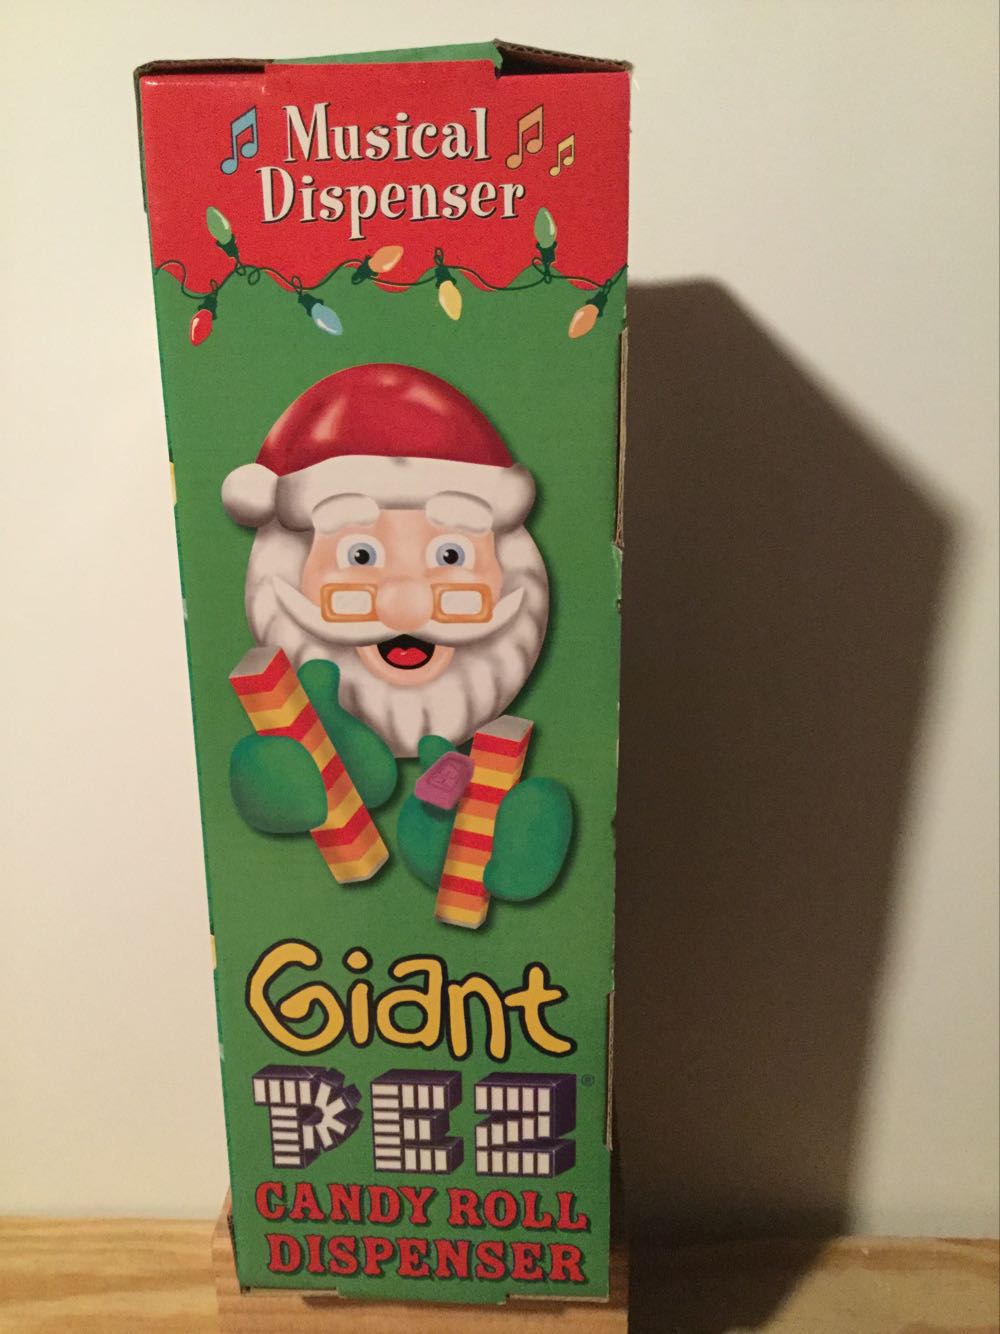 Musical
Dispenser
Giant
PEZ®
CANDY ROLL
DISPENSER